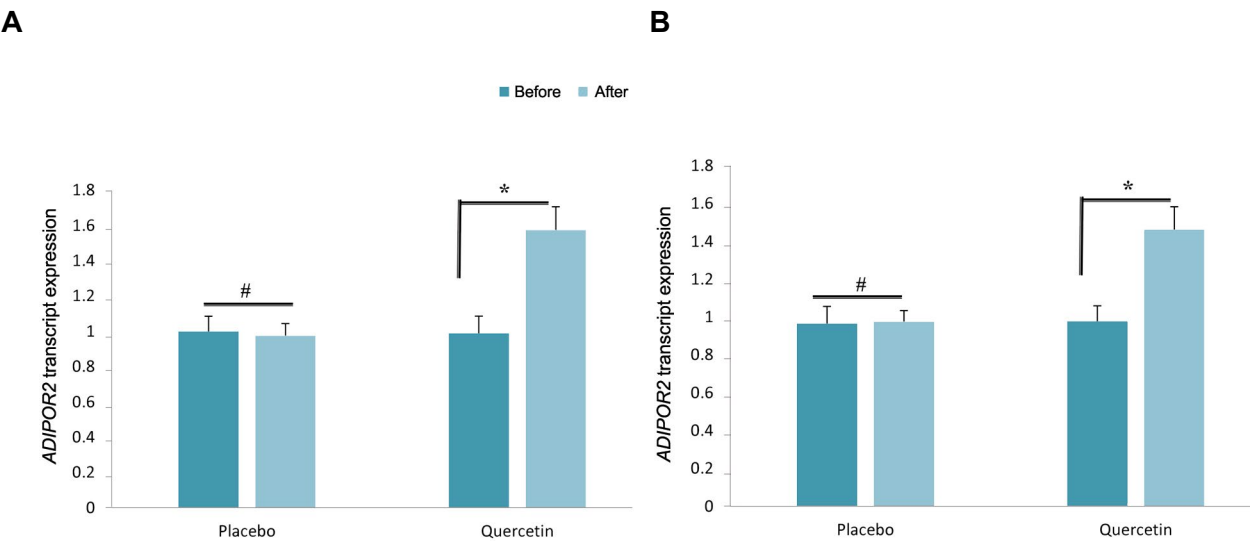 A
B
Before
After
ADIPOR2 transcript expression
1.8
1.6
1.4
1.2
1
0.8
0.6
0.4
0.2
0
#
*
Placebo
Quercetin
ADIPOR2 transcript expression
1.8
1.6
1.4
1.2
1
0.8
0.6
0.4
0.2
0
#
*
Placebo
Quercetin